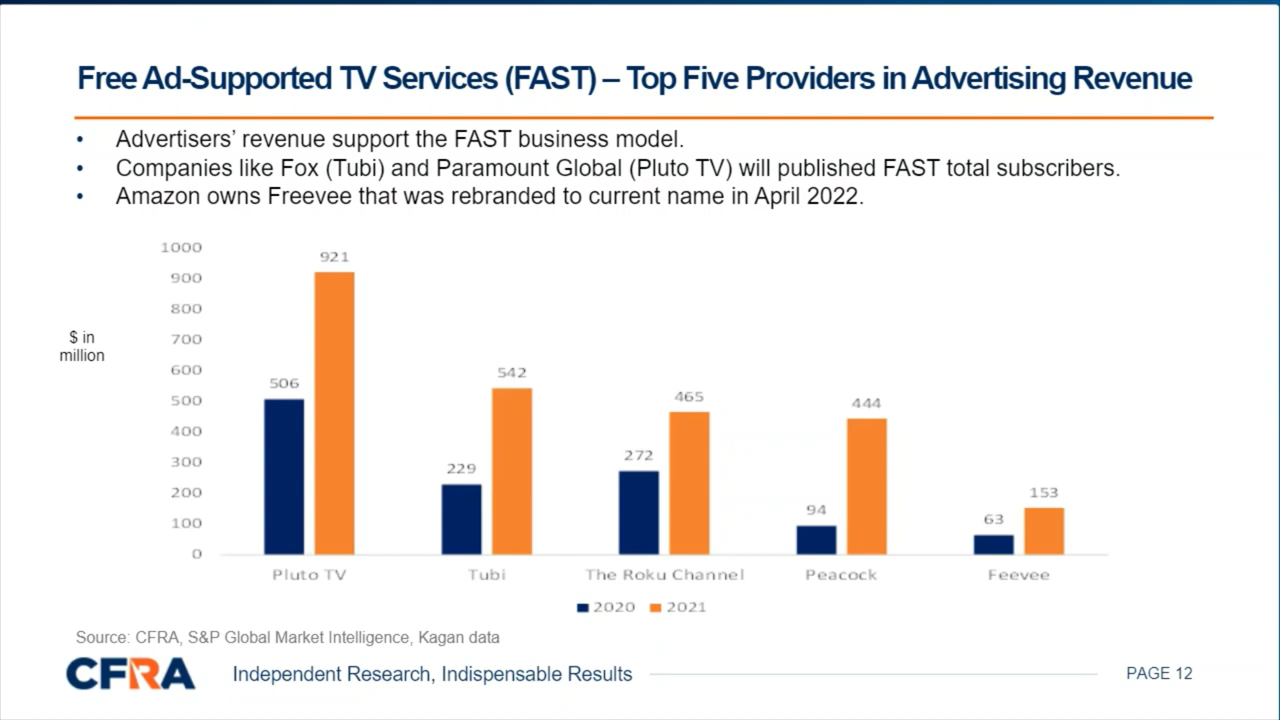 Free Ad-Supported TV Services (FAST) – Top Five Providers in Advertising Revenue
• Advertisers' revenue support the FAST business model.
• Companies like Fox (Tubi) and Paramount Global (Pluto TV) will published FAST total subscribers.
• Amazon owns Freevee that was rebranded to current name in April 2022.
$ in
million
1000
900
800
700
600
500
400
300
200
100
0
506
921
229
542
272
465
94
444
63
153
Pluto TV
Tubi
The Roku Channel
Peacock
Feevee
2020
2021
Source: CFRA, S&P Global Market Intelligence, Kagan data
CFRA
Independent Research, Indispensable Results
PAGE 12